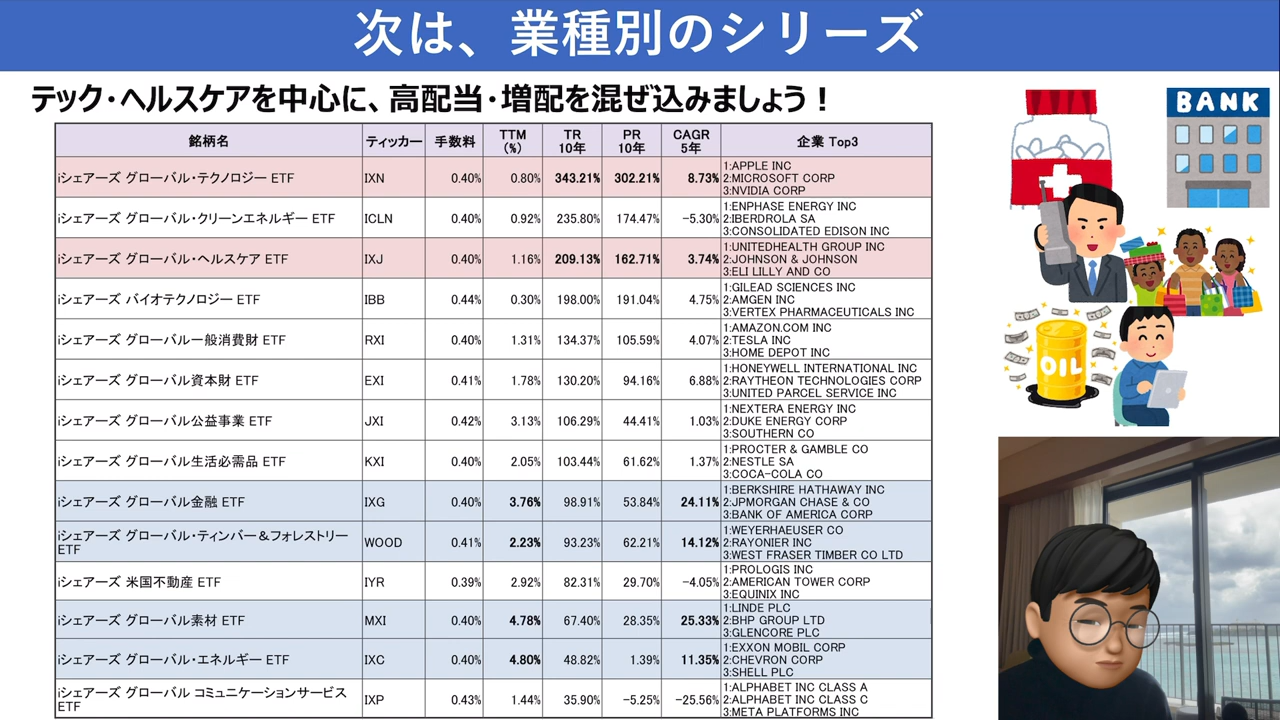 次は、業種別のシリーズ
テック・ヘルスケアを中心に、高配当・増配を混ぜ込みましょう！
銘柄名 ティッカー 手数料 TTM (%) TR 10年 PR 10年 CAGR 5年 企業 Top3
iシェアーズ グローバル・テクノロジー ETF IXN 0.40% 0.80% 343.21% 302.21% 8.73% 1:APPLE INC
2:MICROSOFT CORP
3:NVIDIA CORP
iシェアーズ グローバル・クリーンエネルギー ETF ICLN 0.40% 0.92% 235.80% 174.47% −5.30% 1:ENPHASE ENERGY INC
2:IBERDROLA SA
3:CONSOLIDATED EDISON INC
iシェアーズ グローバル・ヘルスケア ETF IXJ 0.40% 1.16% 209.13% 162.71% 3.74% 1:UNITEDHEALTH GROUP INC
2:JOHNSON & JOHNSON
3:ELI LILLY AND CO
iシェアーズ バイオテクノロジー ETF IBB 0.44% 0.30% 198.00% 191.04% 4.75% 1:GILEAD SCIENCES INC
2:AMGEN INC
3:VERTEX PHARMACEUTICALS INC
iシェアーズ グローバル一般消費財 ETF RXI 0.40% 1.31% 134.37% 105.59% 4.07% 1:AMAZON.COM INC
2:TESLA INC
3:HOME DEPOT INC
iシェアーズ グローバル資本財 ETF EXI 0.41% 1.78% 130.20% 94.16% 6.88% 1:HONEYWELL INTERNATIONAL INC
2:RAYTHEON TECHNOLOGIES CORP
3:UNITED PARCEL SERVICE INC
iシェアーズ グローバル公益事業 ETF JXI 0.42% 3.13% 106.29% 44.41% 1.03% 1:NEXTERA ENERGY INC
2:DUKE ENERGY CORP
3:SOUTHERN CO
iシェアーズ グローバル生活必需品 ETF KXI 0.40% 2.05% 103.44% 61.62% 1.37% 1:PROCTER & GAMBLE CO
2:NESTLE SA
3:COCA-COLA CO
iシェアーズ グローバル金融 ETF IXG 0.40% 3.76% 98.91% 53.84% 24.11% 1:BERKSHIRE HATHAWAY INC
2:JPMORGAN CHASE & CO
3:BANK OF AMERICA CORP
iシェアーズ グローバル・ティンバー＆フォレストリー ETF WOOD 0.41% 2.23% 93.23% 62.21% 14.12% 1:WEYERHAEUSER CO
2:RAYONIER INC
3:WEST FRASER TIMBER CO LTD
iシェアーズ 米国不動産 ETF IYR 0.39% 2.92% 82.31% 29.70% −4.05% 1:PROLOGIS INC
2:AMERICAN TOWER CORP
3:EQUINIX INC
iシェアーズ グローバル素材 ETF MXI 0.40% 4.78% 67.40% 28.35% 25.33% 1:LINDE PLC
2:BHP GROUP LTD
3:GLENCORE PLC
iシェアーズ グローバル・エネルギー ETF IXC 0.40% 4.80% 48.82% 1.39% 11.35% 1:EXXON MOBIL CORP
2:CHEVRON CORP
3:SHELL PLC
iシェアーズ グローバル コミュニケーションサービス ETF IXP 0.43% 1.44% 35.90% −5.25% −25.56% 1:ALPHABET INC CLASS A
2:ALPHABET INC CLASS C
3:META PLATFORMS INC
BANK
OIL